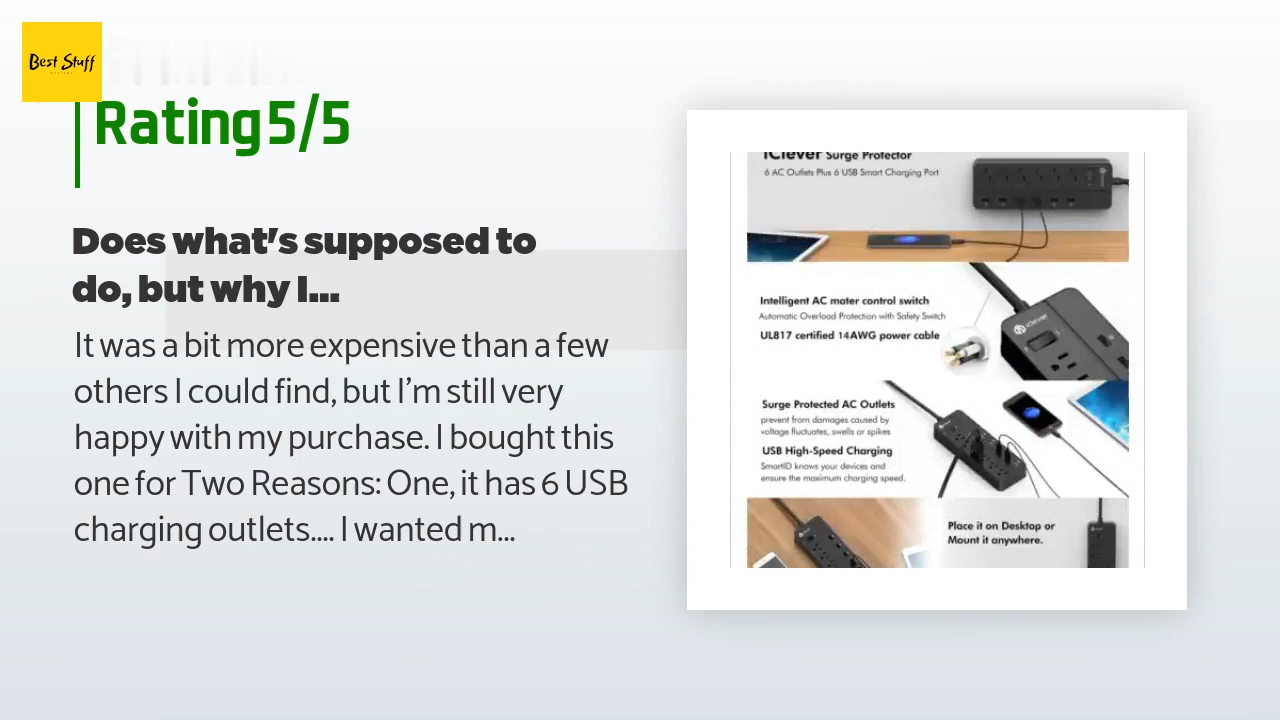 Best Stuff
Rating 5/5
Does what's supposed to
do, but why I...
It was a bit more expensive than a few
others I could find, but I'm still very
happy with my purchase. I bought this
one for Two Reasons: One, it has 6 USB
charging outlets.... I wanted m...
iClever Surge Protector
6 AC Outlets Plus 6 USB Smart Charging Port
Intelligent AC mater control switch
Automatic Overload Protection with Safety Switch
UL817 certified 14AWG power cable
iclever
Surge Protected AC Outlets
prevent from damages caused by
voltage fluctuates, swells or spikes
USB High-Speed Charging
SmartID knows your devices and
ensure the maximum charging speed.
Place it on Desktop or
Mount it anywhere.